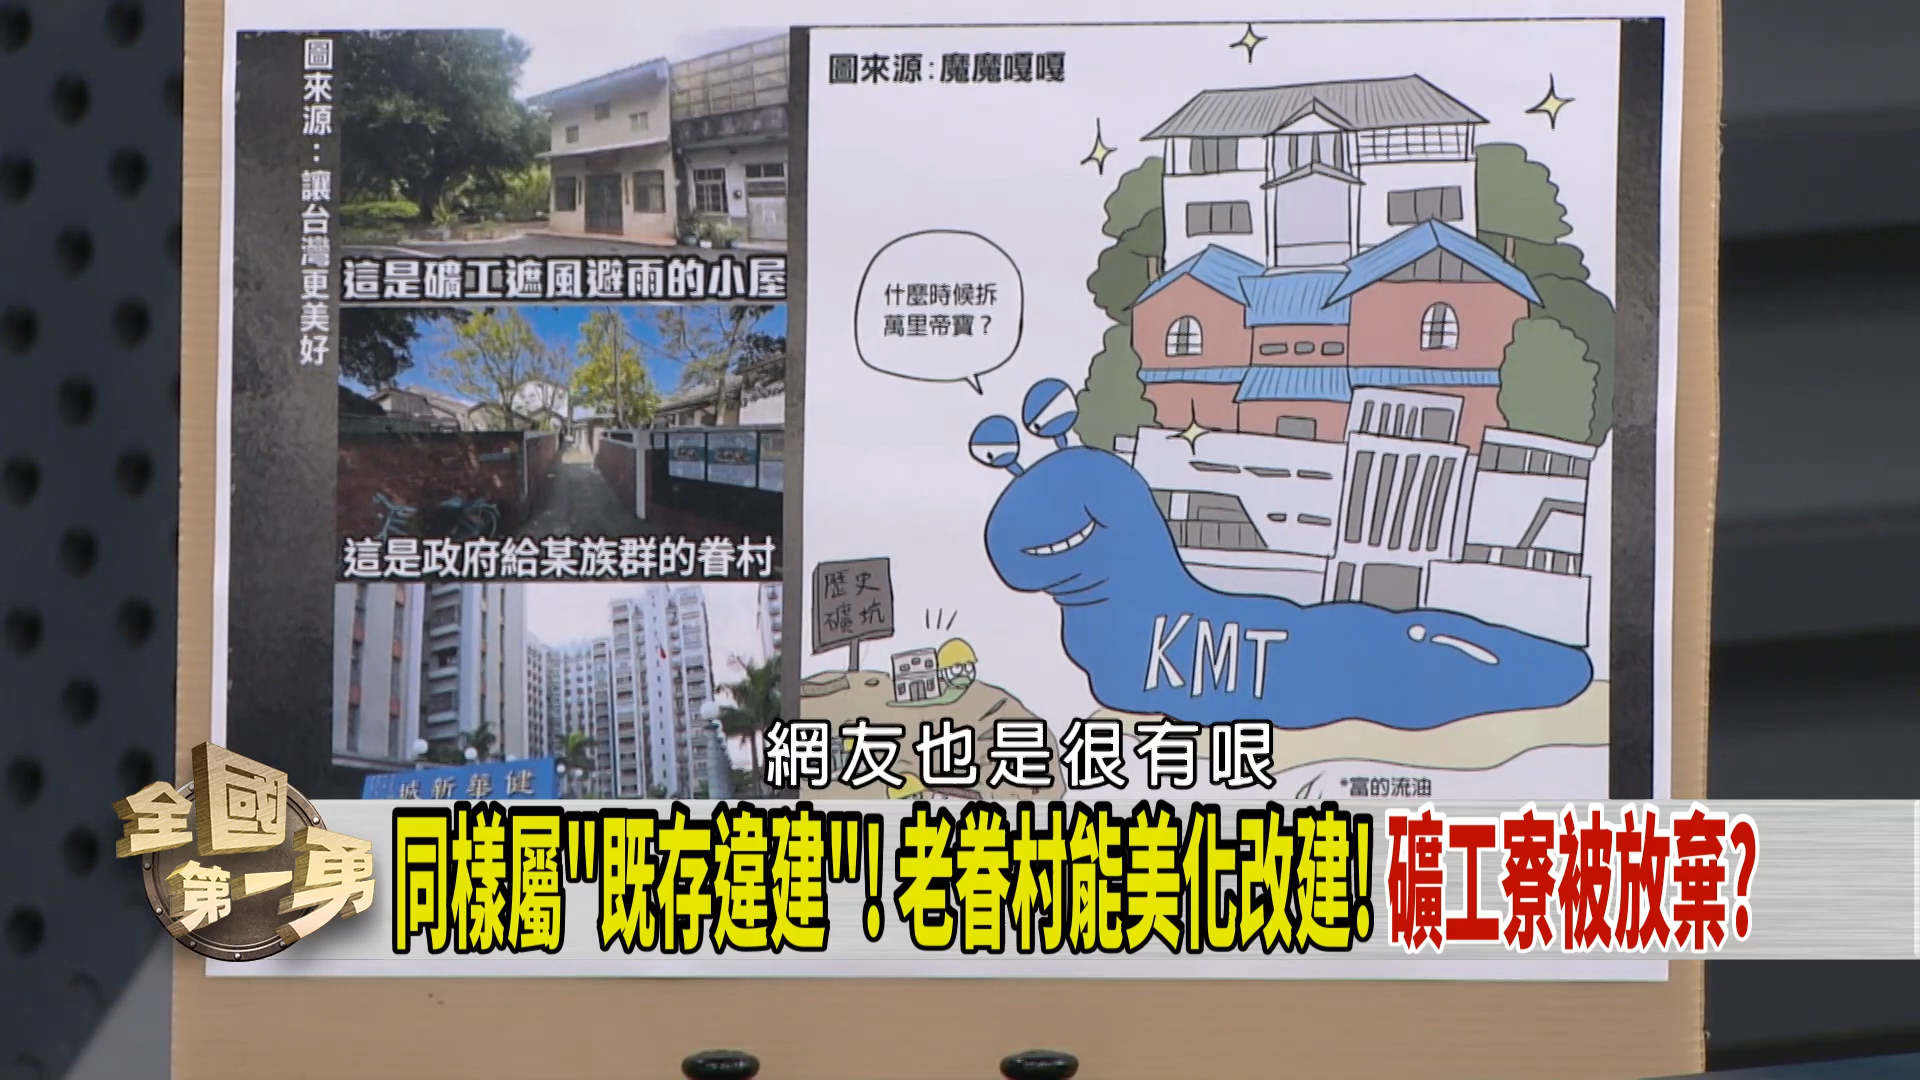 圖來源：讓台灣更美好
這是礦工遮風避雨的小屋
這是政府給某族群的眷村
健華新城
圖來源：魔魔嘎嘎
什麼時候拆
萬里帝寶？
KMT
歷史
礦坑
*富的流油
網友也是很有哏
全國
第一勇
同樣屬"既存違建"！老眷村能美化改建！礦工寮被放棄？